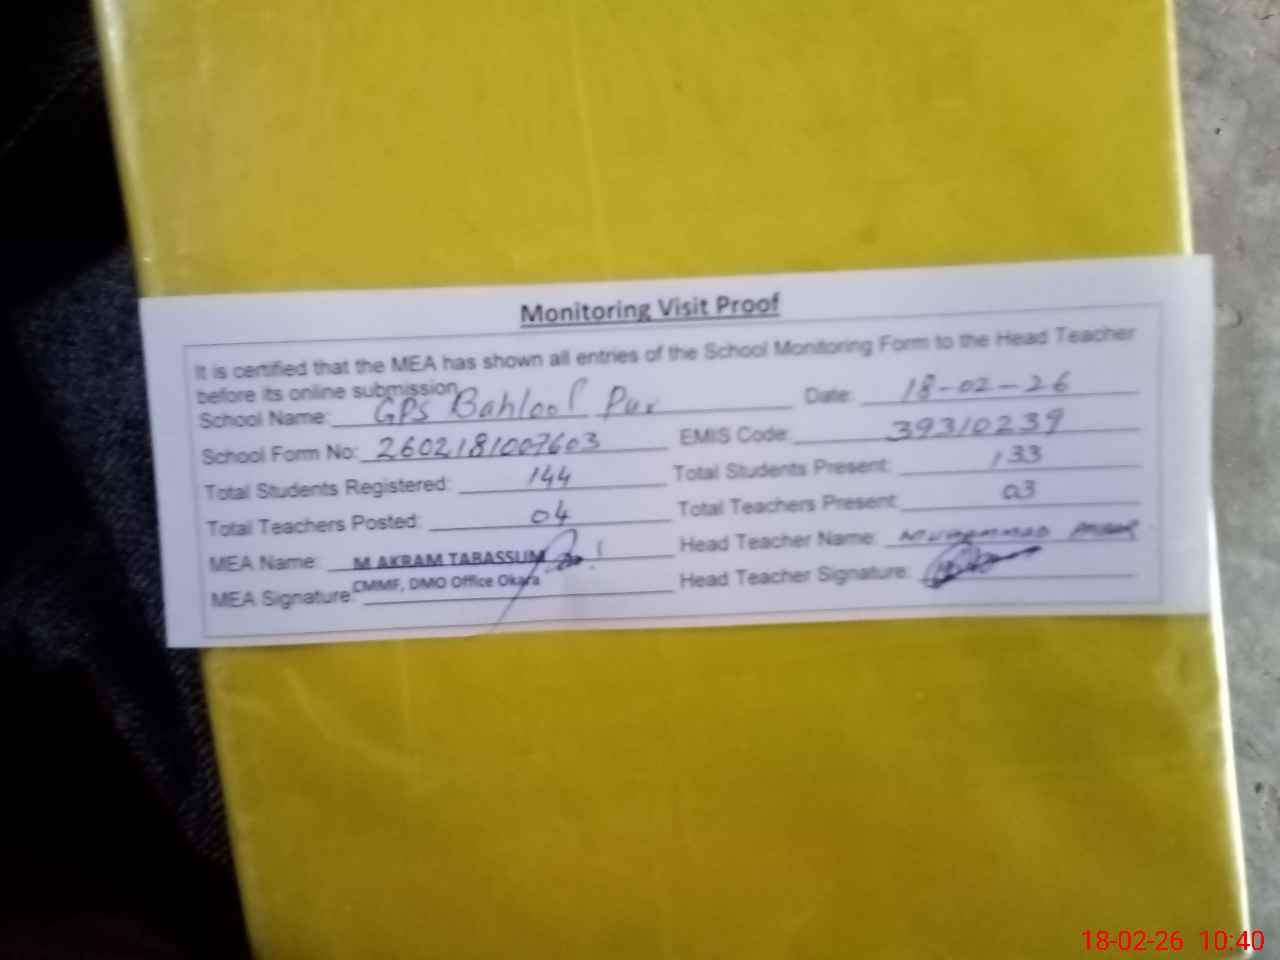 Monitoring Visit Proof
It is certified that the MEA has shown all entries of the School Monitoring Form to the Head Teacher
before its online submission
School Name: GPS Bahlool Pur Date: 18-02-26
School Form No: 2602181007603 EMIS Code: 39310239
Total Students Registered: 144 Total Students Present: 133
Total Teachers Posted: 04 Total Teachers Present: 03
MEA Name: M.AKRAM TABASSUM Head Teacher Name: Muhammad
CMMF, DMO Office Okara
MEA Signature: Head Teacher Signature:
18-02-26 10:40